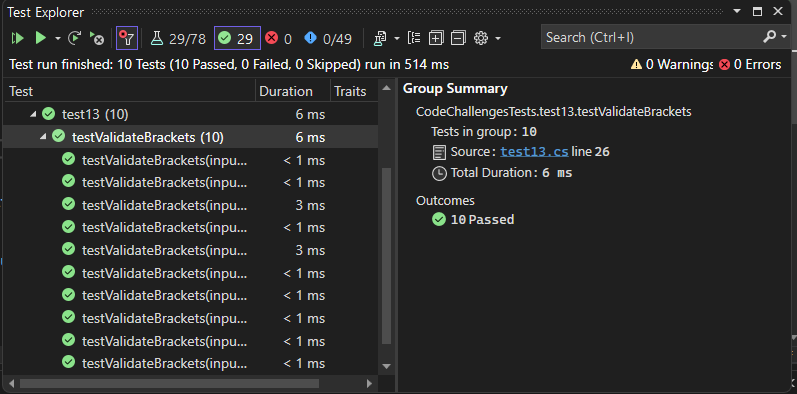 Test Explorer
29/78 29 0 0/49 Search (Ctrl+I)
Test run finished: 10 Tests (10 Passed, 0 Failed, 0 Skipped) run in 514 ms 0 Warnings 0 Errors
Test Duration Traits
test13 (10) 6 ms
testValidateBrackets (10) 6 ms
testValidateBrackets(inpu... < 1 ms
testValidateBrackets(inpu... < 1 ms
testValidateBrackets(inpu... 3 ms
testValidateBrackets(inpu... < 1 ms
testValidateBrackets(inpu... 3 ms
testValidateBrackets(inpu... < 1 ms
testValidateBrackets(inpu... < 1 ms
testValidateBrackets(inpu... < 1 ms
testValidateBrackets(inpu... < 1 ms
testValidateBrackets(inpu... < 1 ms
Group Summary
CodeChallengesTests.test13.testValidateBrackets
Tests in group: 10
Source: test13.cs line 26
Total Duration: 6 ms
Outcomes
10 Passed